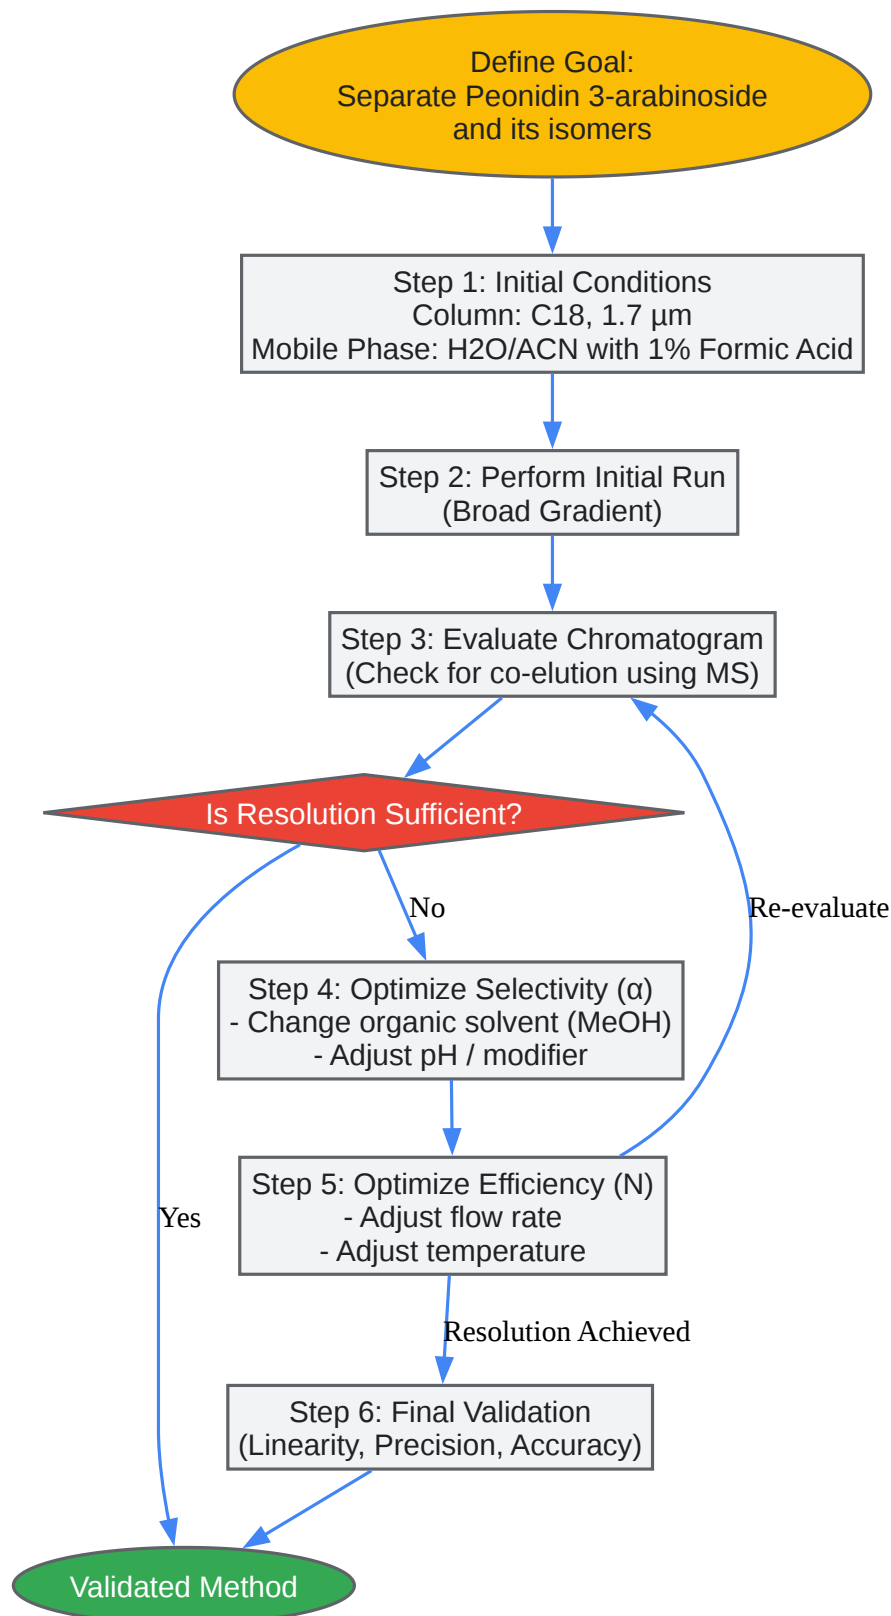 Define Goal:
Separate Peonidin 3-arabinoside
and its isomers
Step 1: Initial Conditions
Column: C18, 1.7 µm
Mobile Phase: H2O/ACN with 1% Formic Acid
Step 2: Perform Initial Run
(Broad Gradient)
Step 3: Evaluate Chromatogram
(Check for co-elution using MS)
Is Resolution Sufficient?
No
Re-evaluate
Step 4: Optimize Selectivity (α)
- Change organic solvent (MeOH)
- Adjust pH / modifier
Step 5: Optimize Efficiency (N)
- Adjust flow rate
- Adjust temperature
Yes
Resolution Achieved
Step 6: Final Validation
(Linearity, Precision, Accuracy)
Validated Method